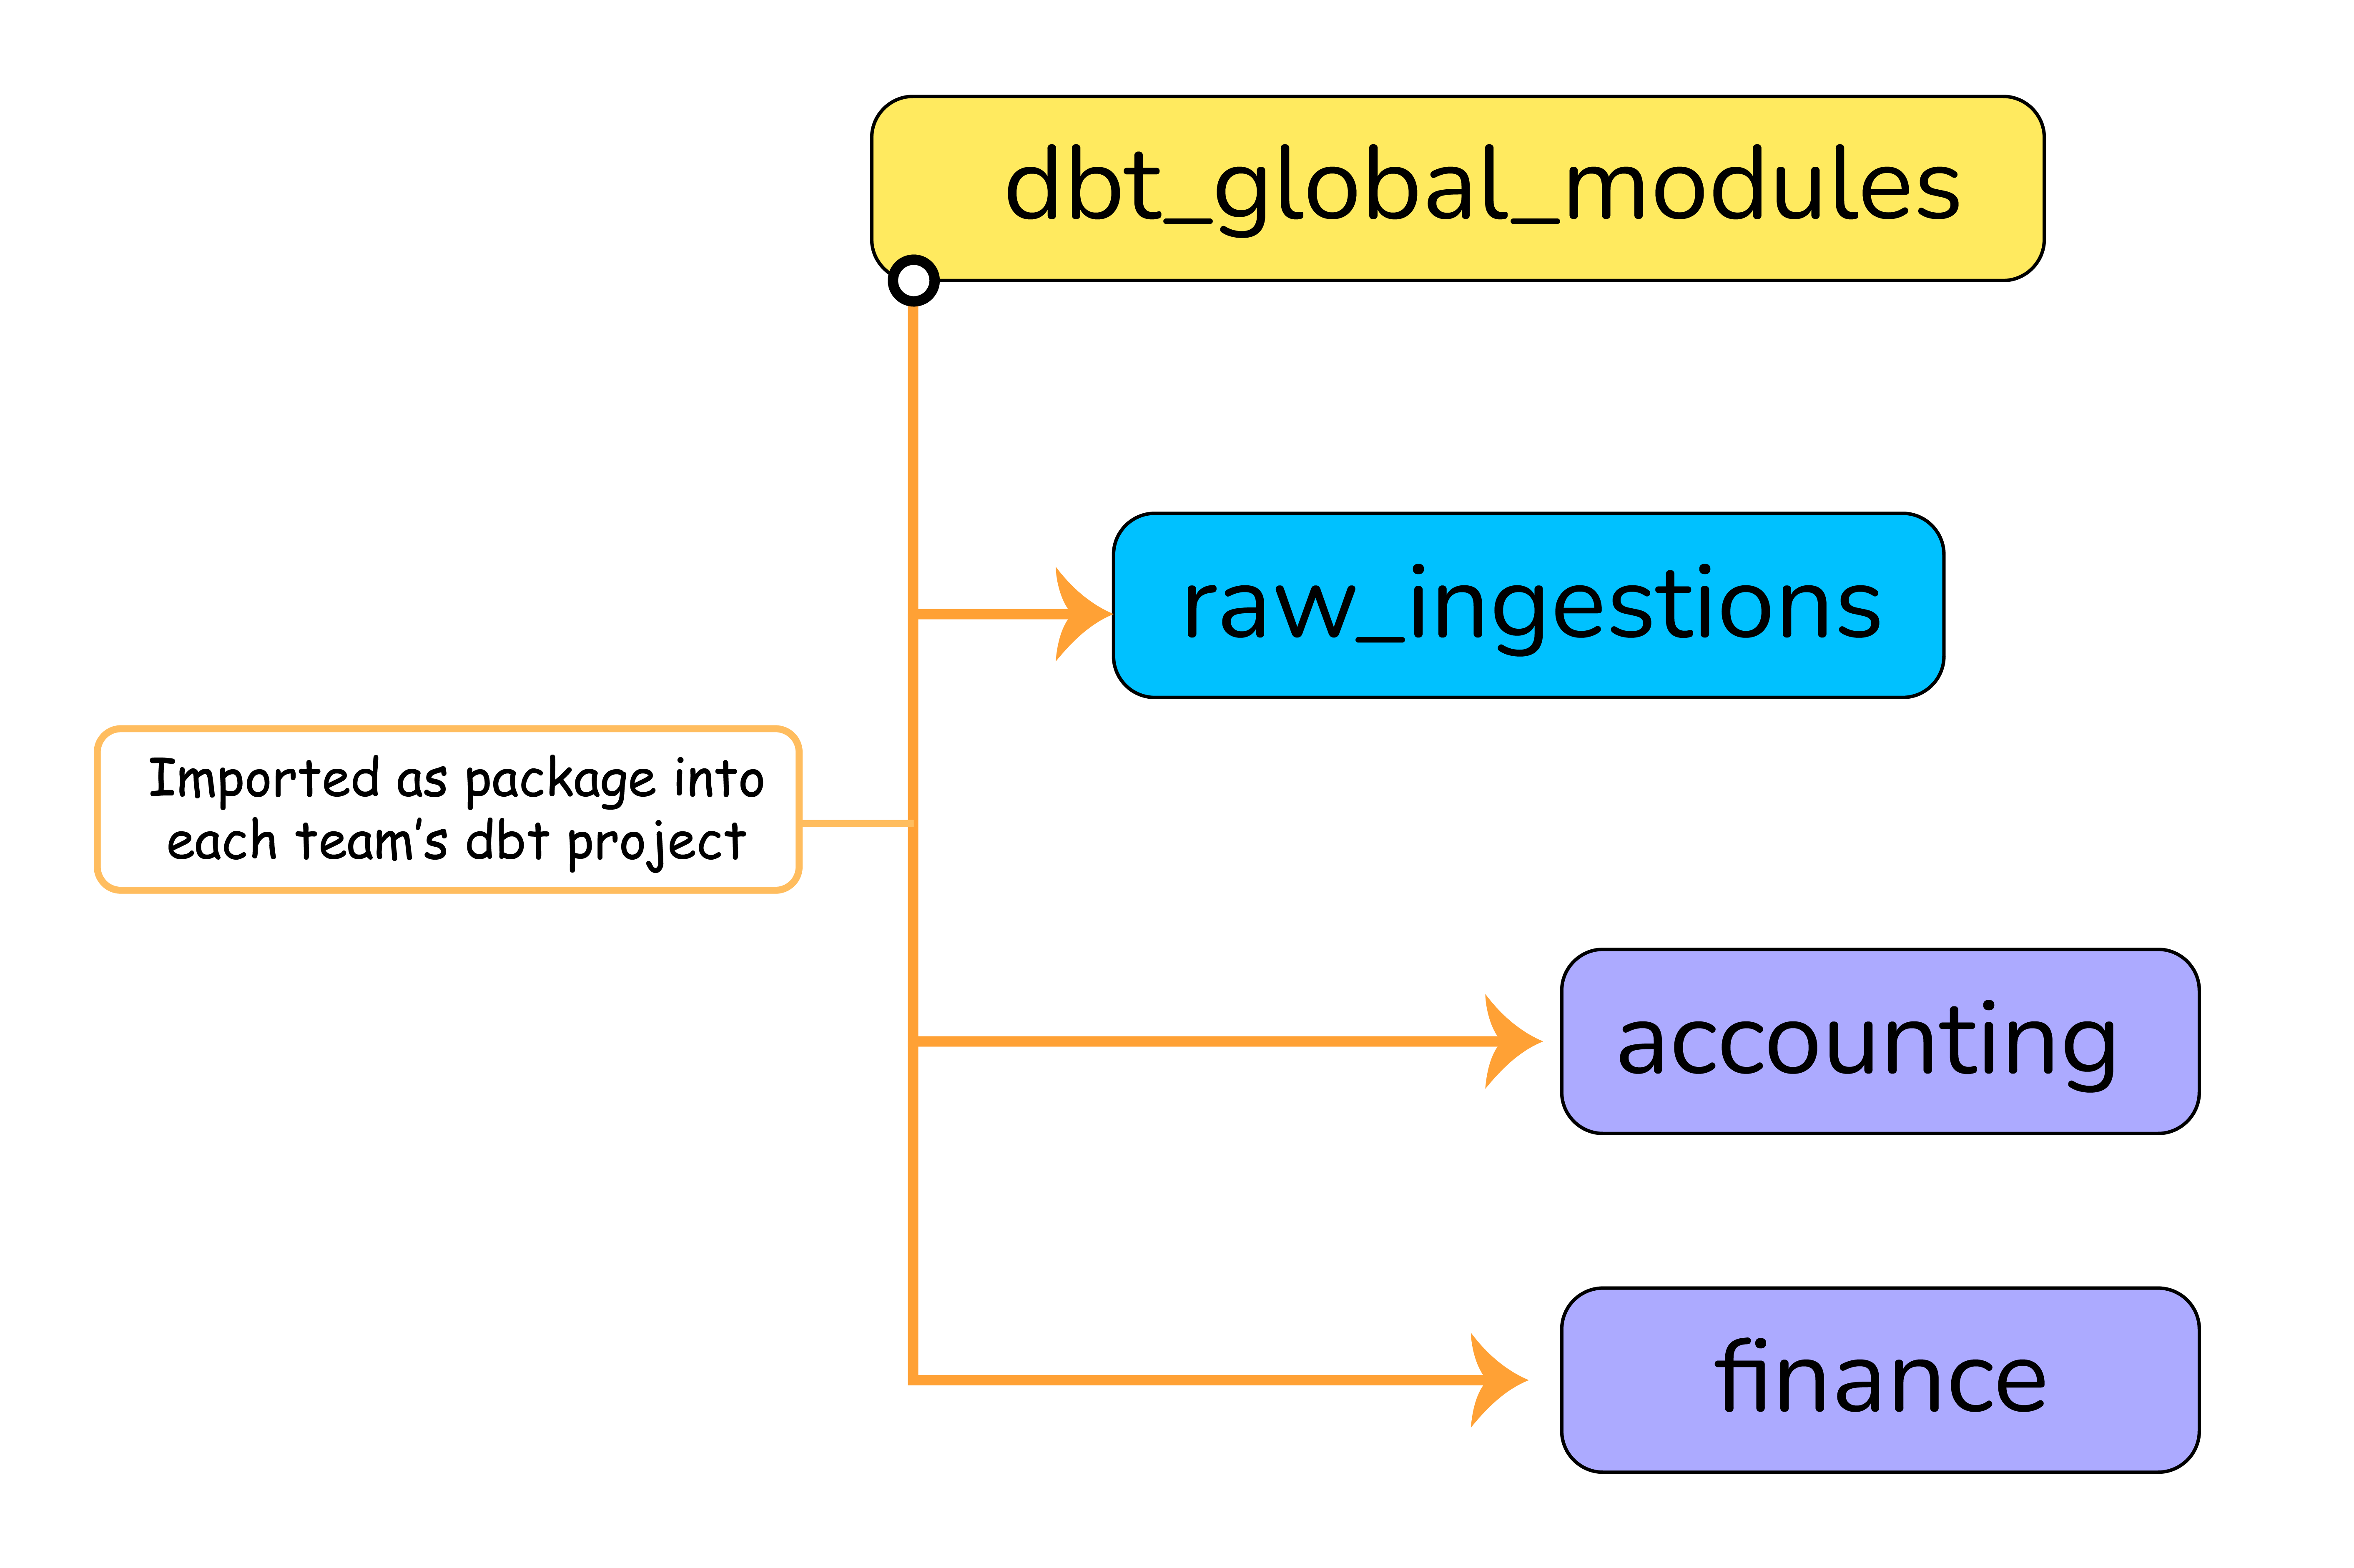 dbt_global_modules
raw_ingestions
Imported as package into
each team's dbt project
accounting
finance